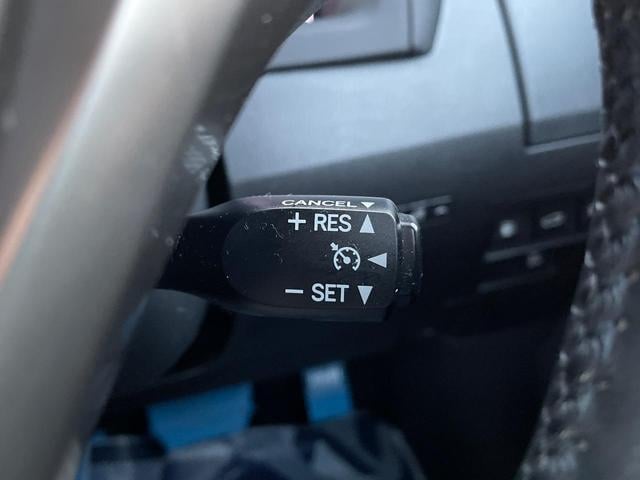 CANCEL ▼
+ RES ▲
◀
− SET ▼